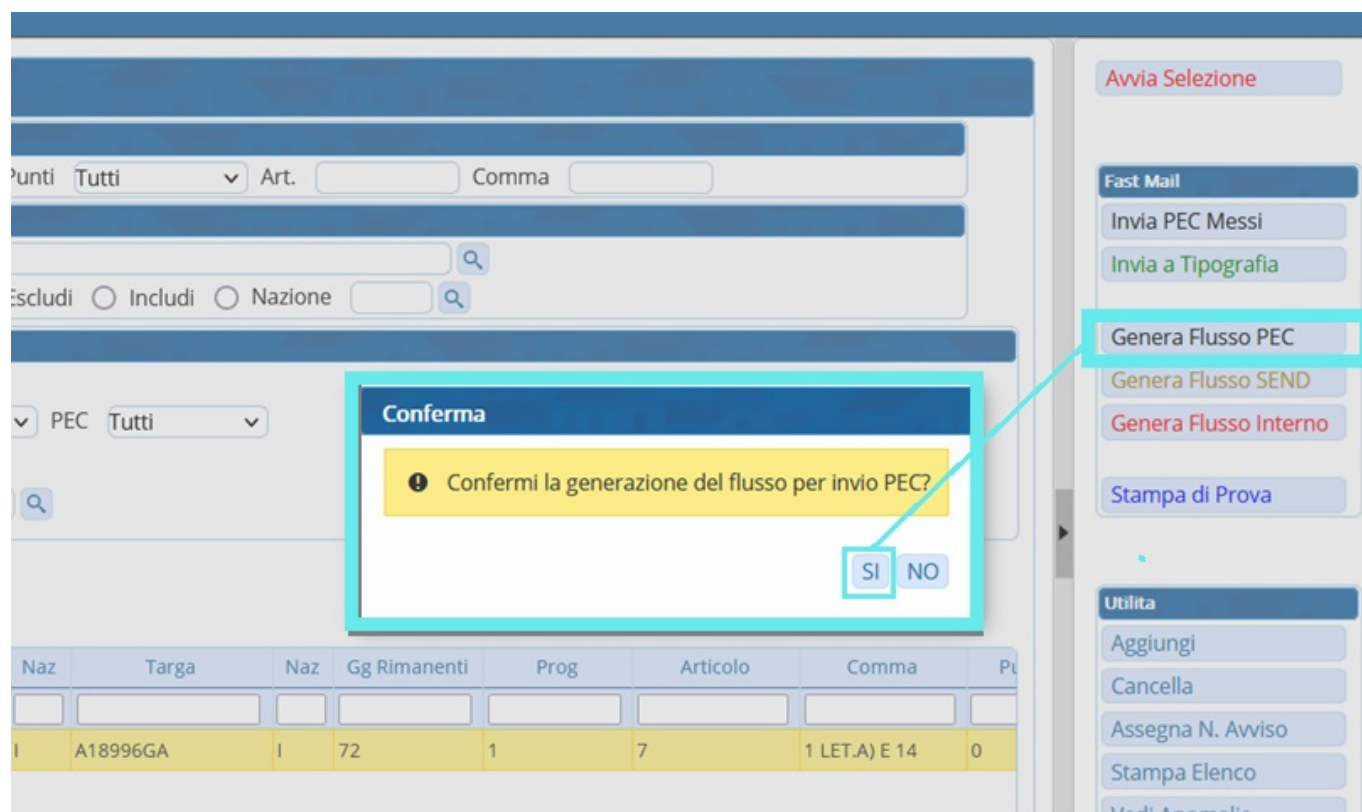 Avvia Selezione
Punti Tutti Art. Comma
Fast Mail
Invia PEC Messi
Invia a Tipografia
Escludi Includi Nazione
Genera Flusso PEC
Genera Flusso SEND
Genera Flusso Interno
PEC Tutti
Conferma
Confermi la generazione del flusso per invio PEC?
Stampa di Prova
SI NO
Utilita
Aggiungi
Cancella
Assegna N. Avviso
Stampa Elenco
Naz Targa Naz Gg Rimanenti Prog Articolo Comma
I A18996GA I 72 1 7 1 LET.A) E 14 0